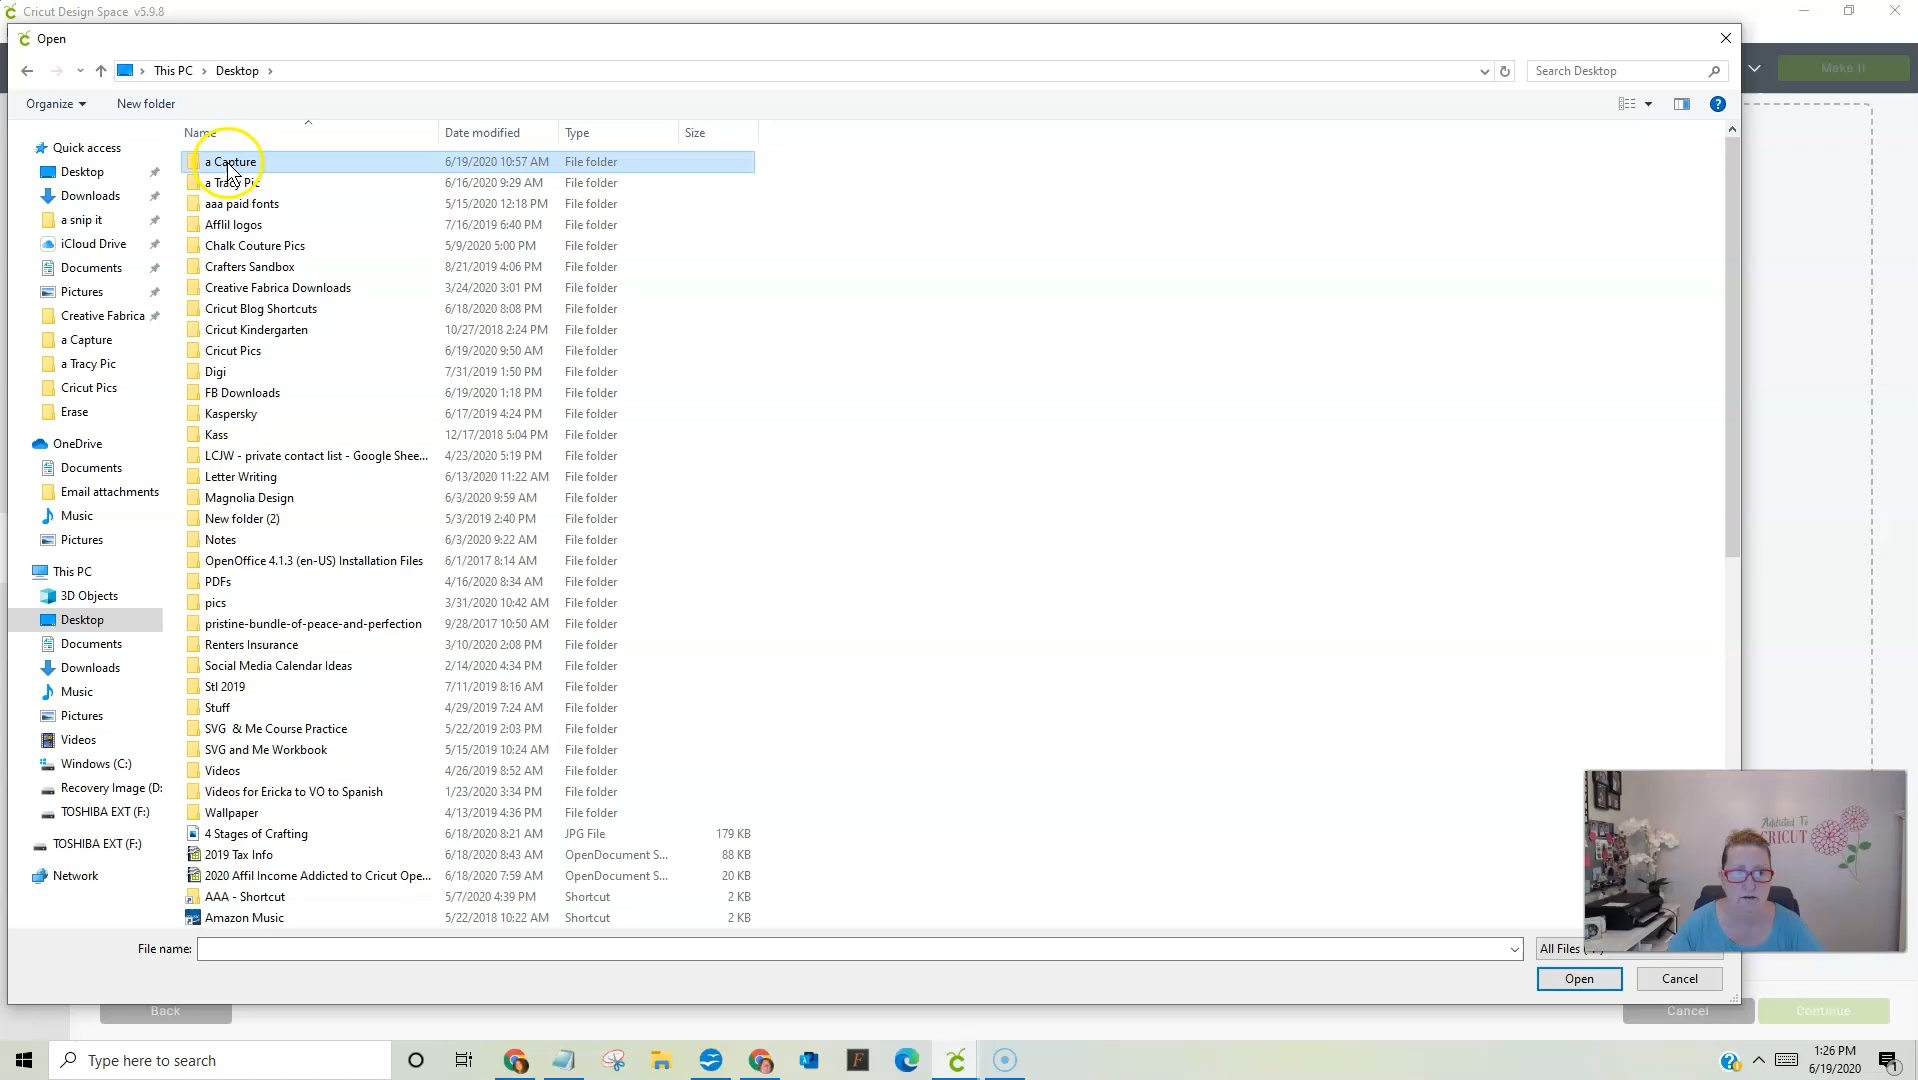 Cricut Design Space v5.9.8
Open
This PC Desktop
Search Desktop
Make It
Organize
New folder
Name Date modified Type Size
Quick access
Desktop
Downloads
a snip it
iCloud Drive
Documents
Pictures
Creative Fabrica
a Capture
a Tracy Pic
Cricut Pics
Erase
OneDrive
Documents
Email attachments
Music
Pictures
This PC
3D Objects
Desktop
Documents
Downloads
Music
Pictures
Videos
Windows (C:)
Recovery Image (D:
TOSHIBA EXT (F:)
TOSHIBA EXT (F:)
Network
a Capture 6/19/2020 10:57 AM File folder
a Tracy Pic 6/16/2020 9:29 AM File folder
aaa paid fonts 5/15/2020 12:18 PM File folder
Afflil logos 7/16/2019 6:40 PM File folder
Chalk Couture Pics 5/9/2020 5:00 PM File folder
Crafters Sandbox 8/21/2019 4:06 PM File folder
Creative Fabrica Downloads 3/24/2020 3:01 PM File folder
Cricut Blog Shortcuts 6/18/2020 8:08 PM File folder
Cricut Kindergarten 10/27/2018 2:24 PM File folder
Cricut Pics 6/19/2020 9:50 AM File folder
Digi 7/31/2019 1:50 PM File folder
FB Downloads 6/19/2020 1:18 PM File folder
Kaspersky 6/17/2019 4:24 PM File folder
Kass 12/17/2018 5:04 PM File folder
LCJW - private contact list - Google Shee... 4/23/2020 5:19 PM File folder
Letter Writing 6/13/2020 11:22 AM File folder
Magnolia Design 6/3/2020 9:59 AM File folder
New folder (2) 5/3/2019 2:40 PM File folder
Notes 6/3/2020 9:22 AM File folder
OpenOffice 4.1.3 (en-US) Installation Files 6/1/2017 8:14 AM File folder
PDFs 4/16/2020 8:34 AM File folder
pics 3/31/2020 10:42 AM File folder
pristine-bundle-of-peace-and-perfection 9/28/2017 10:50 AM File folder
Renters Insurance 3/10/2020 2:08 PM File folder
Social Media Calendar Ideas 2/14/2020 4:34 PM File folder
Stl 2019 7/11/2019 8:16 AM File folder
Stuff 4/29/2019 7:24 AM File folder
SVG & Me Course Practice 5/22/2019 2:03 PM File folder
SVG and Me Workbook 5/15/2019 10:24 AM File folder
Videos 4/26/2019 8:52 AM File folder
Videos for Ericka to VO to Spanish 1/23/2020 3:34 PM File folder
Wallpaper 4/13/2019 4:36 PM File folder
4 Stages of Crafting 6/18/2020 8:21 AM JPG File 179 KB
2019 Tax Info 6/18/2020 8:43 AM OpenDocument S... 88 KB
2020 Affil Income Addicted to Cricut Ope... 6/18/2020 7:59 AM OpenDocument S... 20 KB
AAA - Shortcut 5/7/2020 4:39 PM Shortcut 2 KB
Amazon Music 5/22/2018 10:22 AM Shortcut 2 KB
Addicted To
CRICUT
File name:
All Files
Open
Cancel
Back
Cancel
Continue
Type here to search
1:26 PM
6/19/2020
1